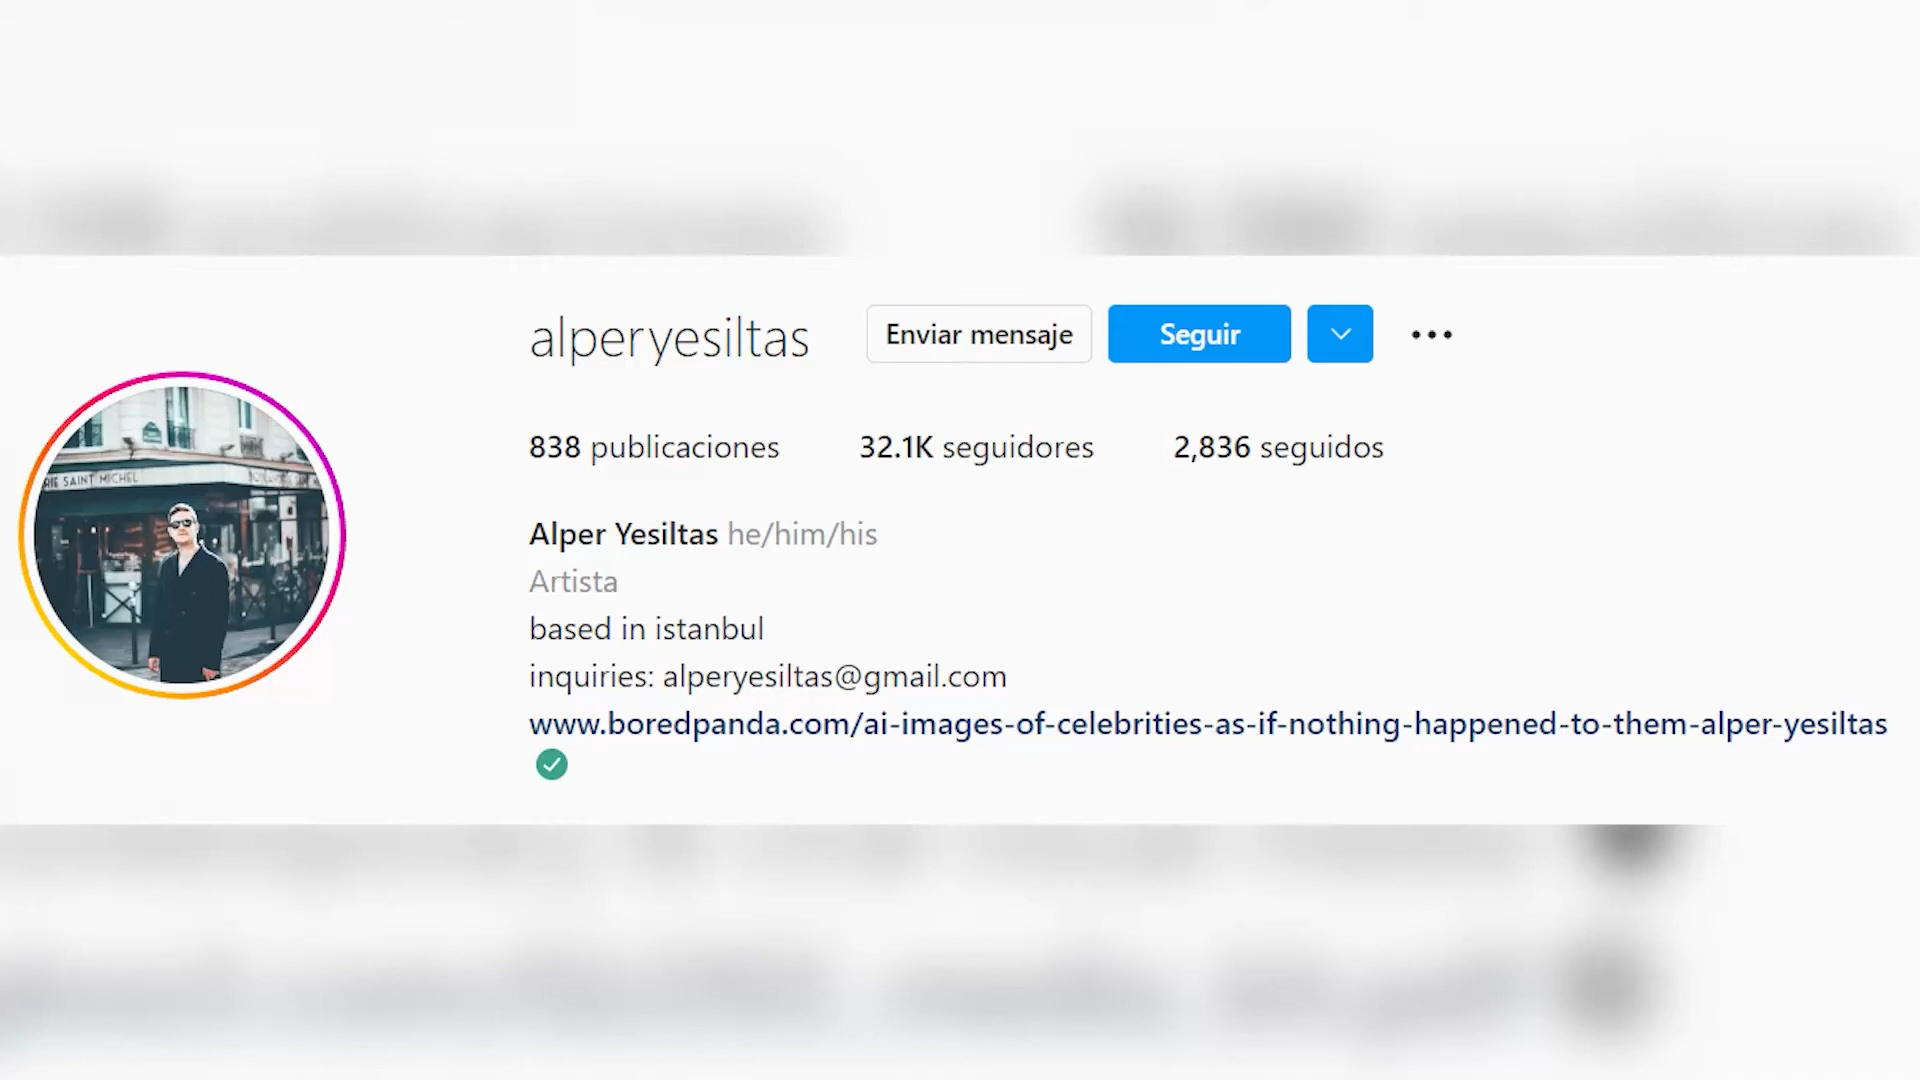 alperyesiltas Enviar mensaje Seguir
838 publicaciones 32.1K seguidores 2,836 seguidos
RIE SAINT MICHEL
Alper Yesiltas he/him/his
Artista
based in istanbul
inquiries: alperyesiltas@gmail.com
www.boredpanda.com/ai-images-of-celebrities-as-if-nothing-happened-to-them-alper-yesiltas